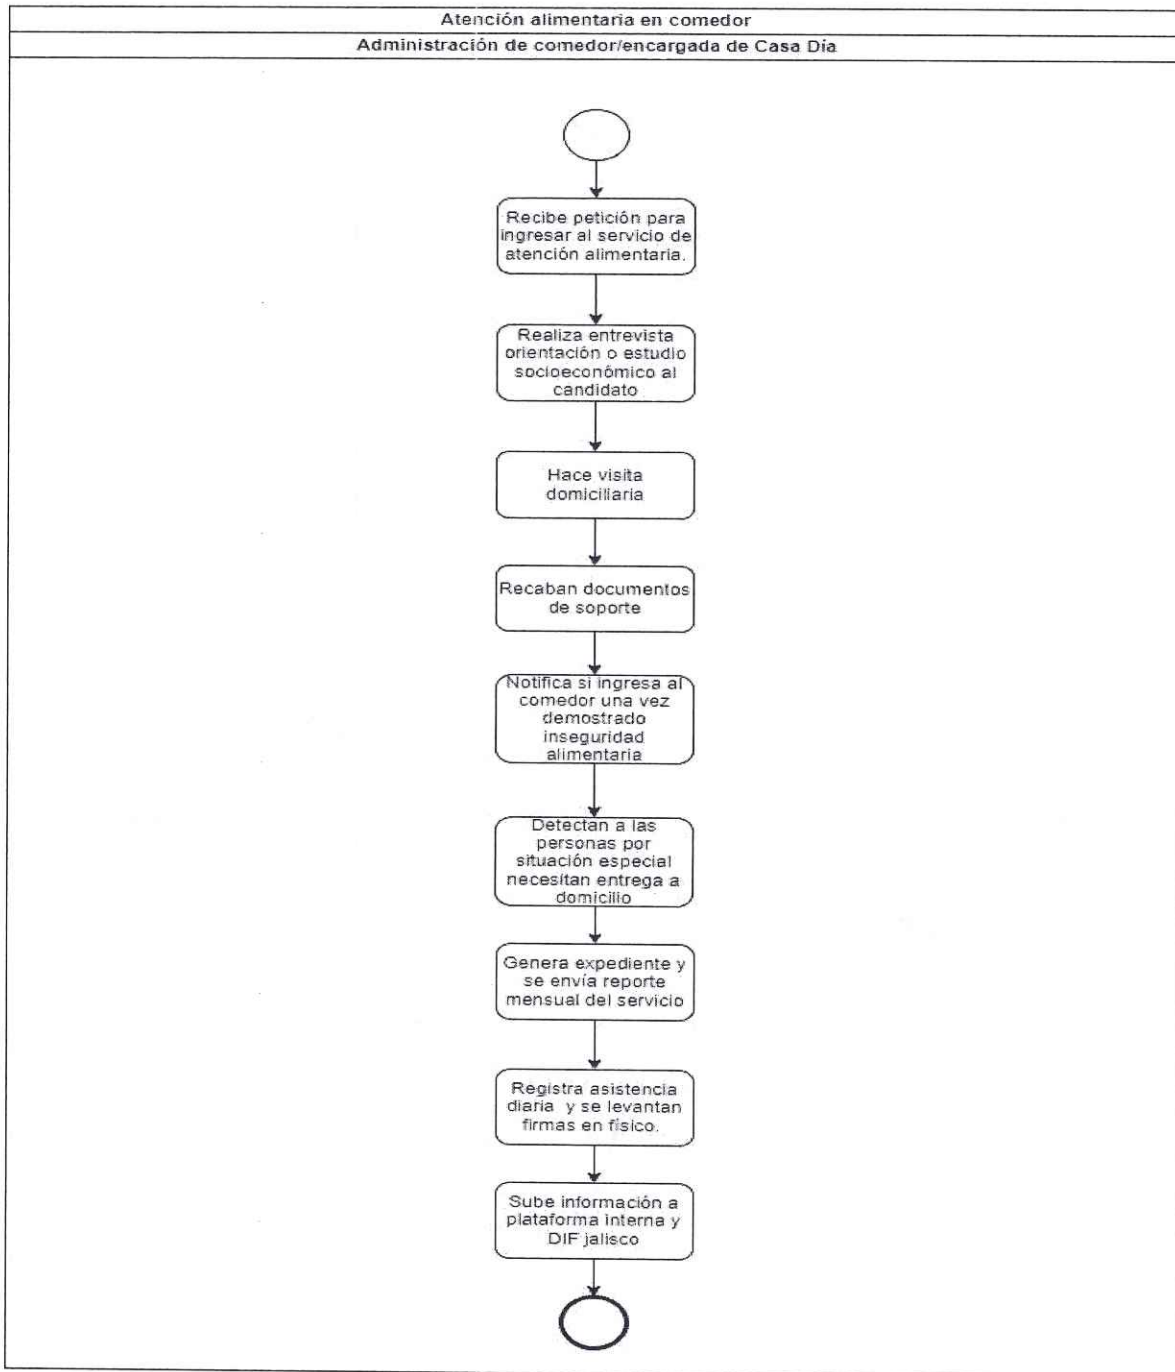 Atención alimentaria en comedor
Administración de comedor/encargada de Casa Día
Recibe petición para
ingresar al servicio de
atención alimentaria.
Realiza entrevista
orientación o estudio
socioeconómico al
candidato
Hace visita
domiciliaria
Recaban documentos
de soporte
Notifica si ingresa al
comedor una vez
demostrado
inseguridad
alimentaria
Detectan a las
personas por
situación especial
necesitan entrega a
domicilio
Genera expediente y
se envía reporte
mensual del servicio
Registra asistencia
diaria y se levantan
firmas en físico.
Sube información a
plataforma interna y
DIF jalisco